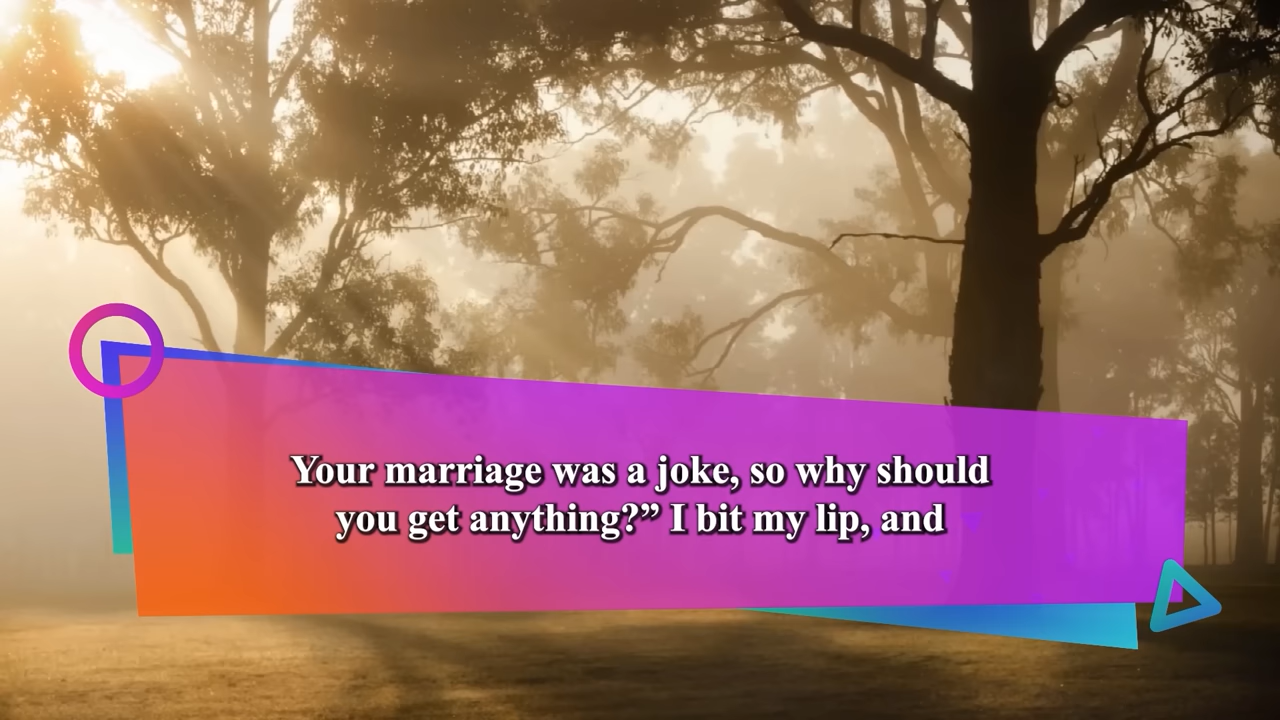 Your marriage was a joke, so why should
you get anything?” I bit my lip, and